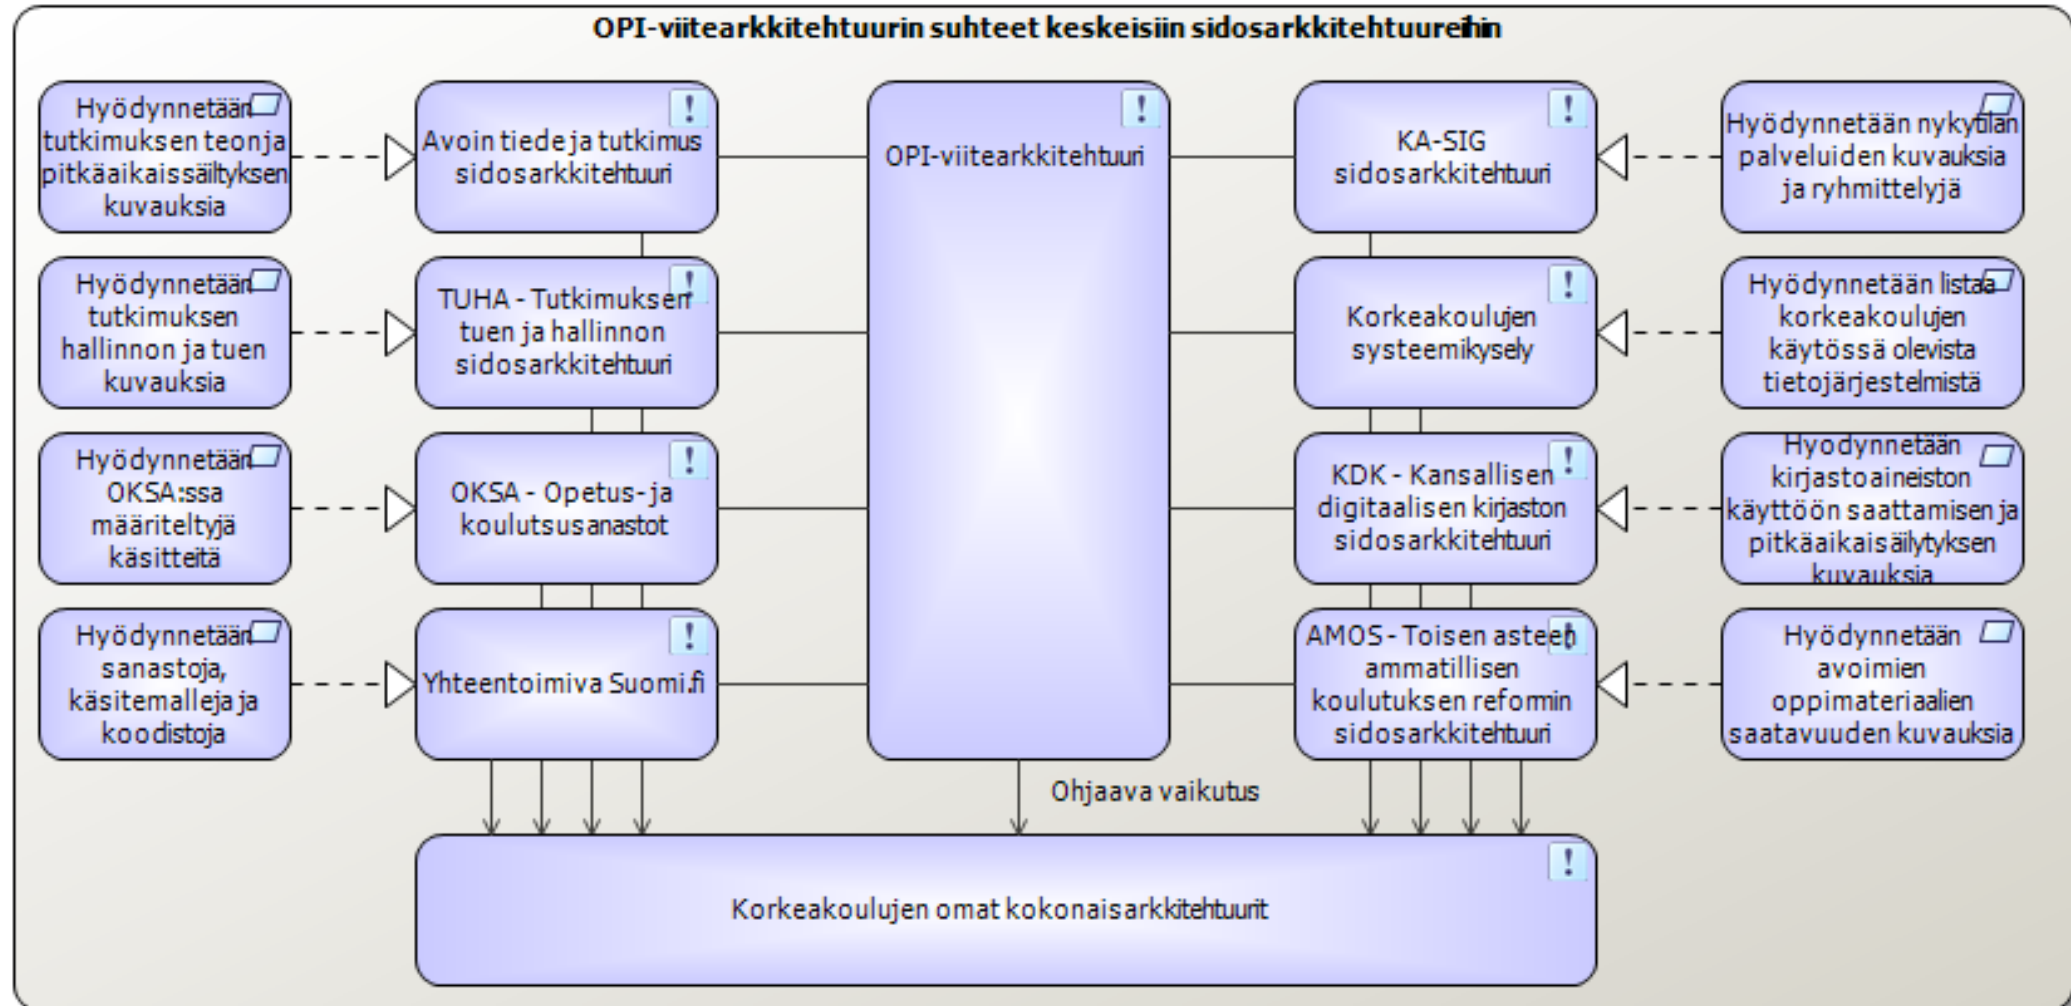 OPI-viitearkkitehtuurin suhteet keskeisiin sidosarkkitehtuureihin
Hyödynnetään
tutkimuksen teon ja
pitkäaikaissäiltyksen
kuvauksia
Avoin tiede ja tutkimus
sidosarkkitehtuuri
OPI-viitearkkitehtuuri
KA-SIG
sidosarkkitehtuuri
Hyödynnetään nykytilan
palveluiden kuvauksia
ja ryhmittelyjä
Hyödynnetään
tutkimuksen
hallinnon ja tuen
kuvauksia
TUHA - Tutkimuksen
tuen ja hallinnon
sidosarkkitehtuuri
Korkeakoulujen
systeemikysely
Hyödynnetään listaa
korkeakoulujen
käytössä olevista
tietojärjestelmistä
Hyödynnetään
OKSA:ssa
määriteltyjä
käsitteitä
OKSA - Opetus- ja
koulutsusanastot
KDK - Kansallisen
digitaalisen kirjaston
sidosarkkitehtuuri
Hyödynnetään
kirjastoaineiston
käyttöön saattamisen ja
pitkäaikaisäilytyksen
kuvauksia
Hyödynnetään
sanastoja,
käsitemalleja ja
koodistoja
Yhteentoimiva Suomi.fi
AMOS - Toisen asteen
ammatillisen
koulutuksen reformin
sidosarkkitehtuuri
Hyödynnetään
avoimien
oppimateriaalien
saatavuuden kuvauksia
Ohjaava vaikutus
Korkeakoulujen omat kokonaisarkkitehtuurit